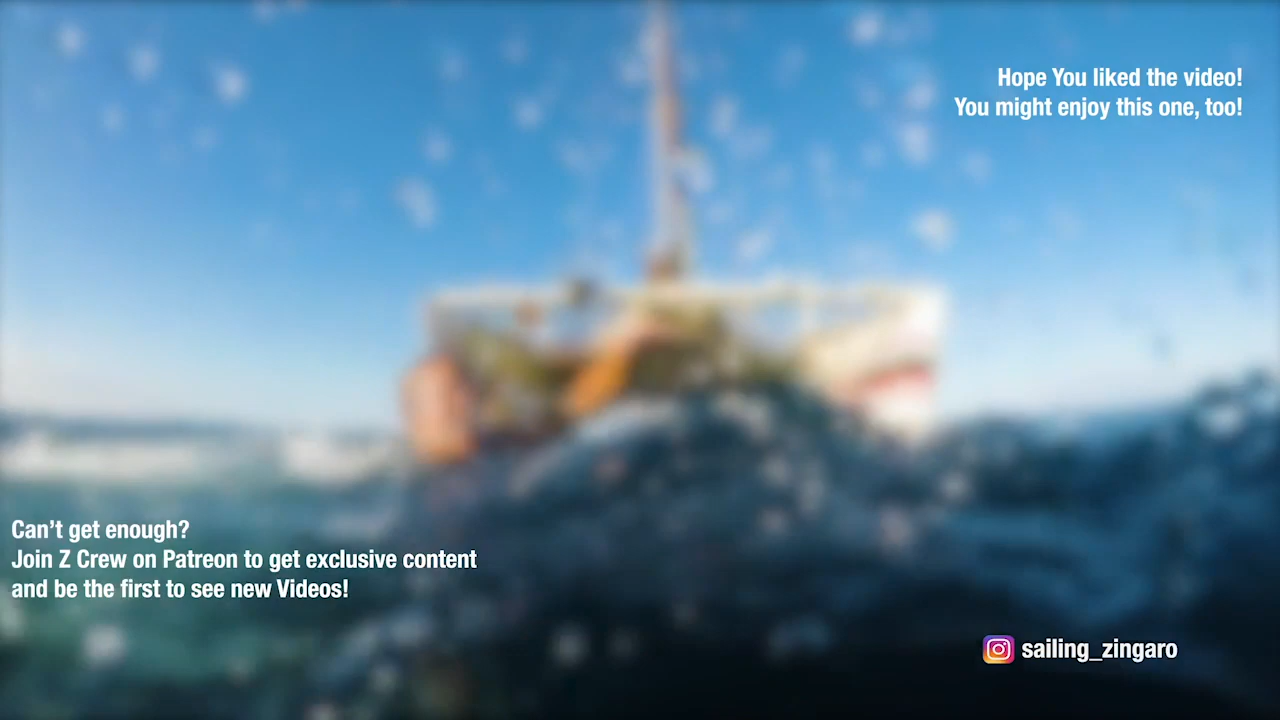 Hope You liked the video!
You might enjoy this one, too!
Can't get enough?
Join Z Crew on Patreon to get exclusive content
and be the first to see new Videos!
sailing_zingaro